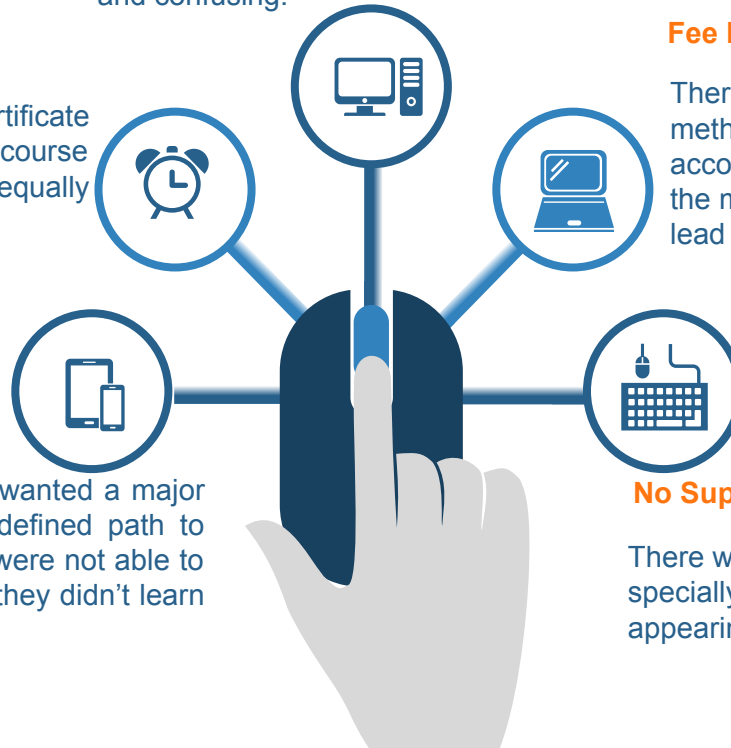 and confusing.
Fee
Ther
meth
acco
the m
lead
rtificate
course
equally
wanted a major
defined path to
were not able to
they didn't learn
No Sup
There w
specially
appearin